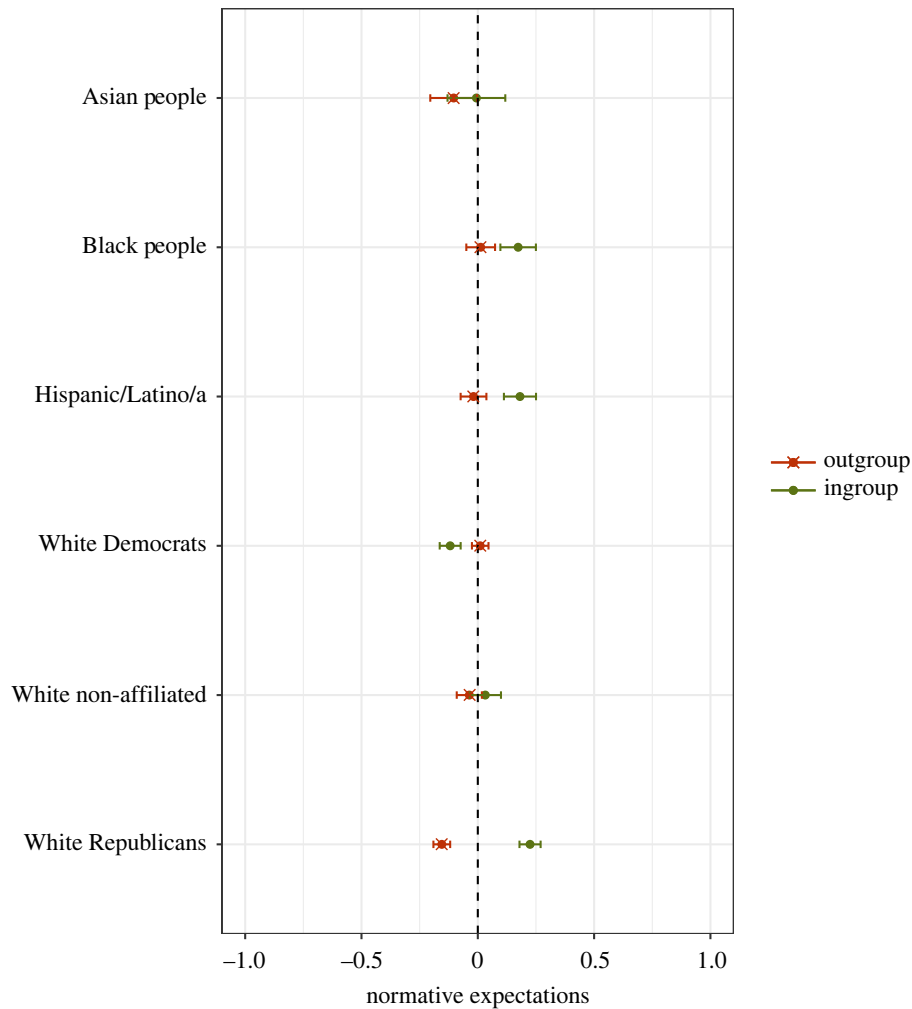 Asian people
Black people
Hispanic/Latino/a
White Democrats
White non-affiliated
White Republicans
outgroup
ingroup
–1.0 –0.5 0 0.5 1.0
normative expectations